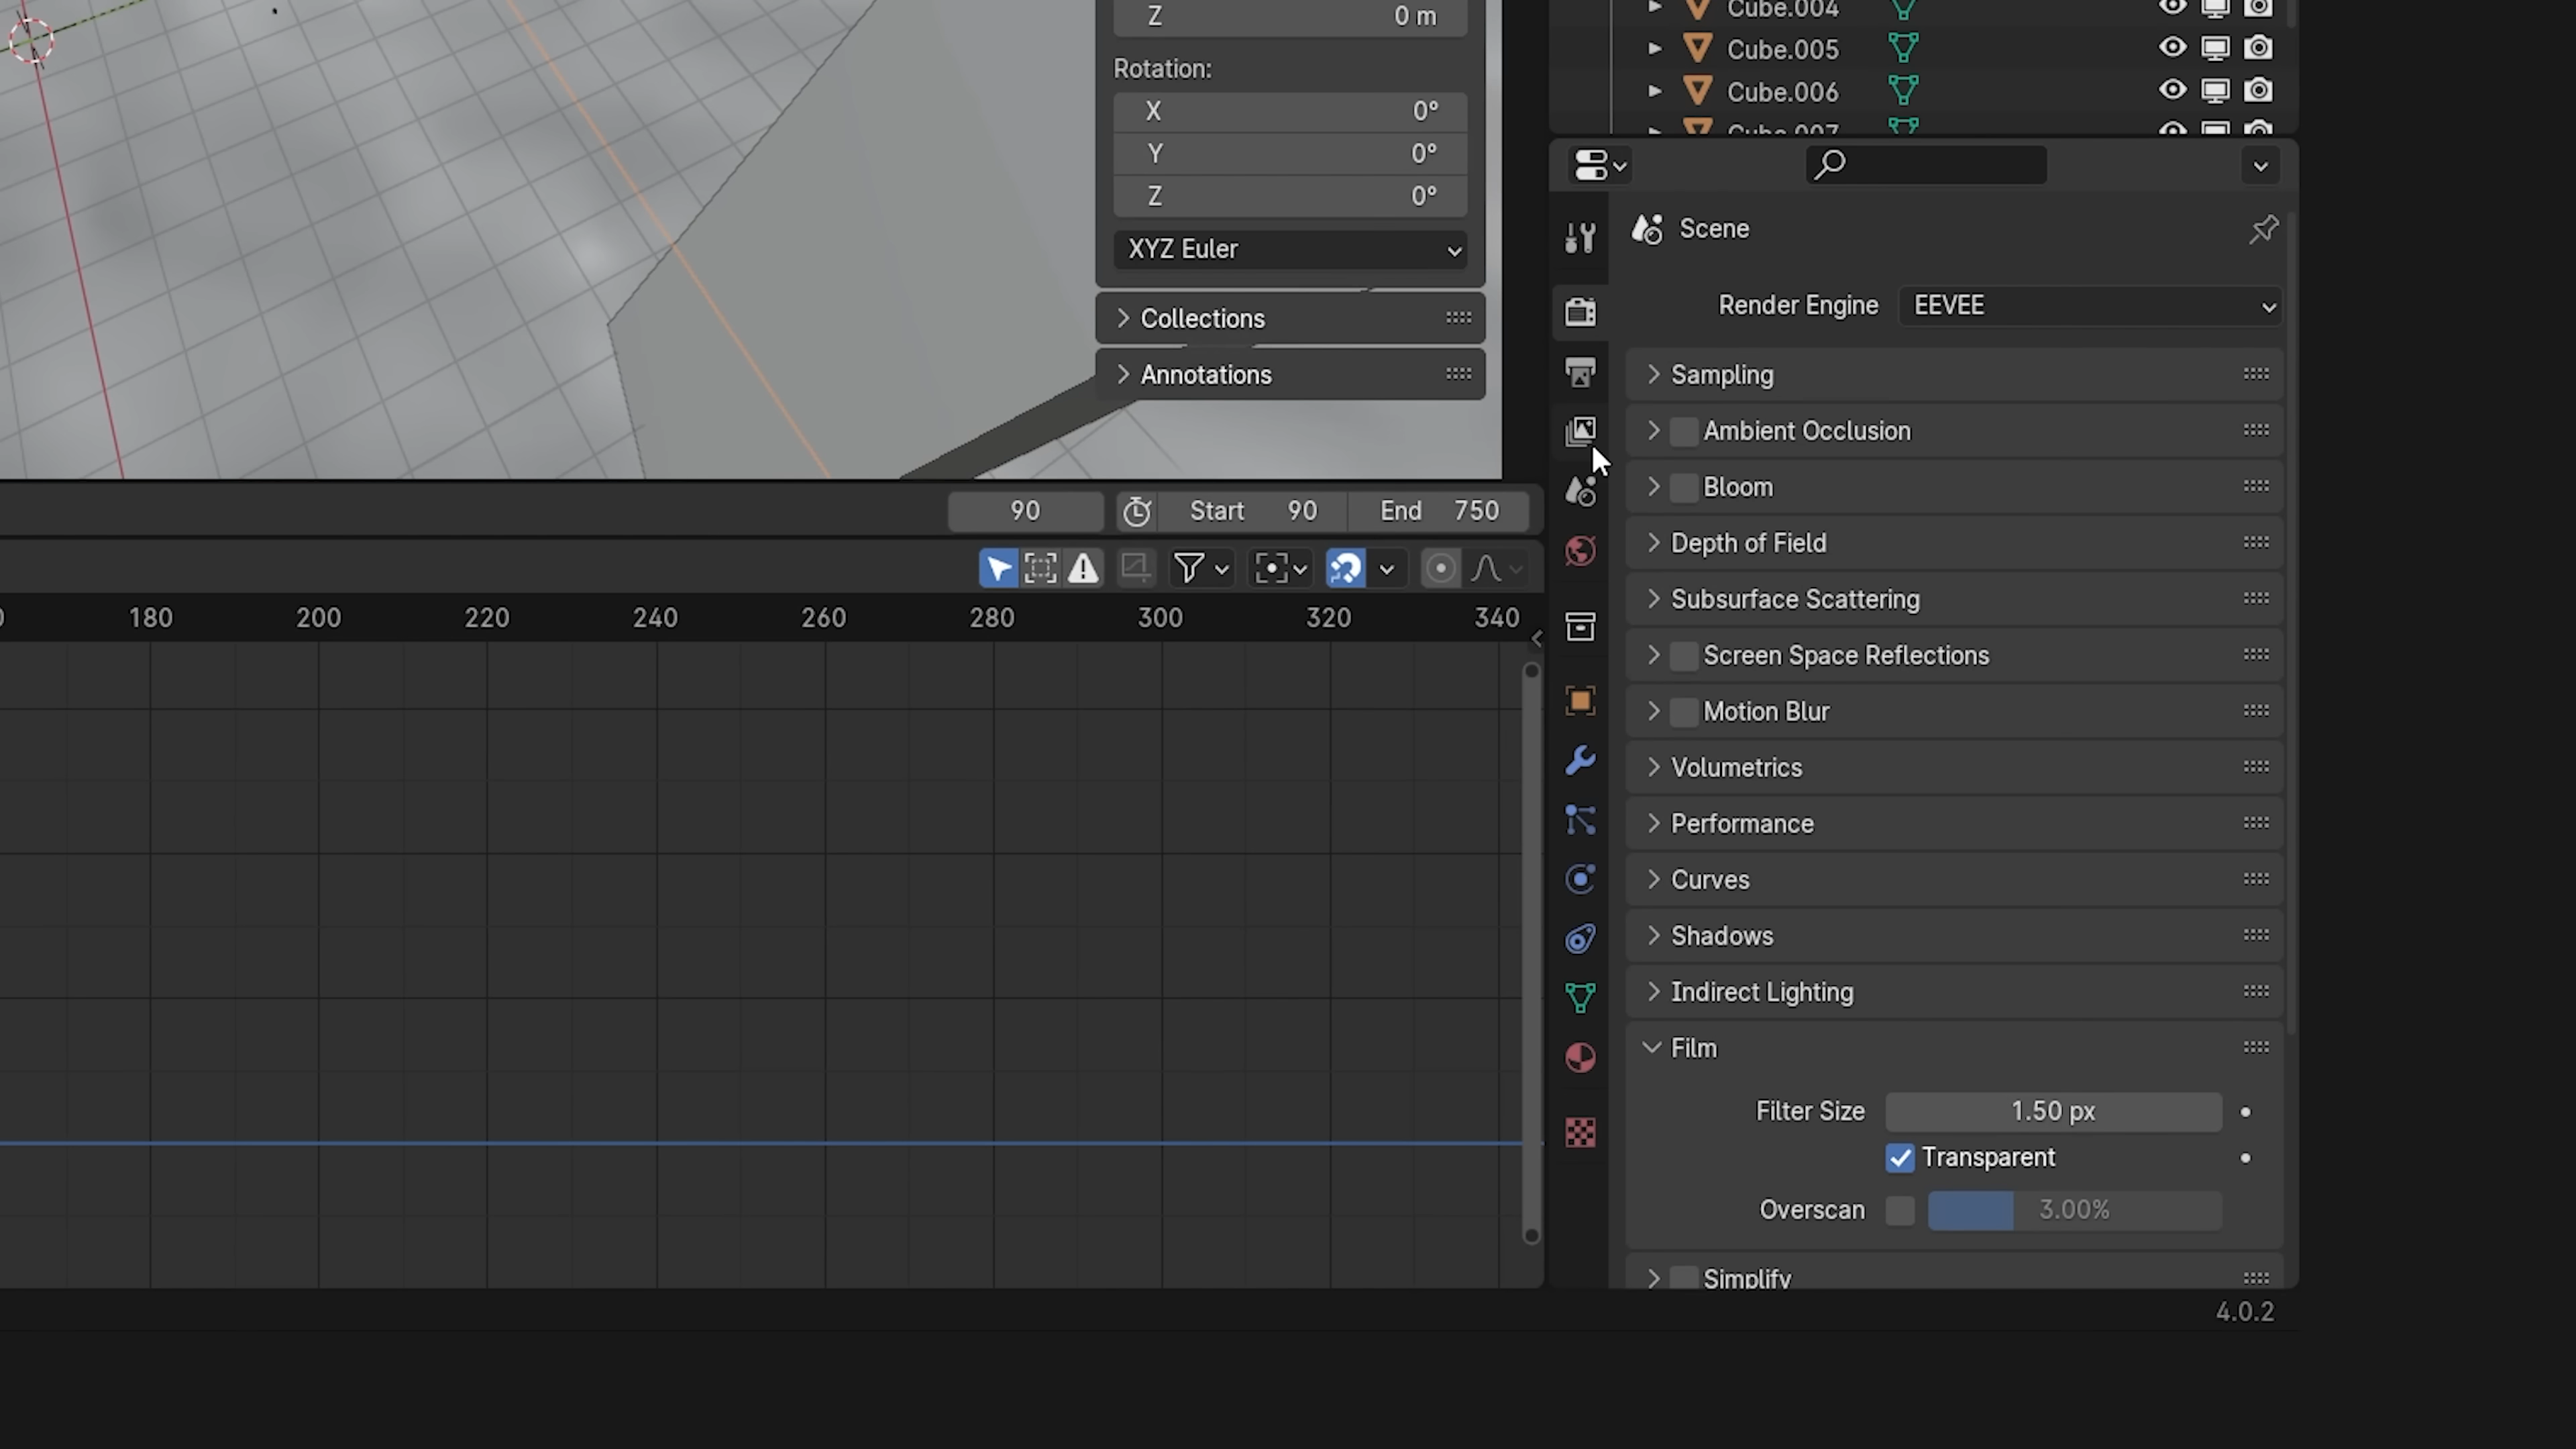 Z 0 m
Rotation:
X 0°
Y 0°
Z 0°
XYZ Euler
Collections
Annotations
90 Start 90 End 750
180 200 220 240 260 280 300 320 340
Cube.004
Cube.005
Cube.006
Cube.007
Scene
Render Engine EEVEE
Sampling
Ambient Occlusion
Bloom
Depth of Field
Subsurface Scattering
Screen Space Reflections
Motion Blur
Volumetrics
Performance
Curves
Shadows
Indirect Lighting
Film
Filter Size 1.50 px
Transparent
Overscan 3.00%
Simplify
4.0.2